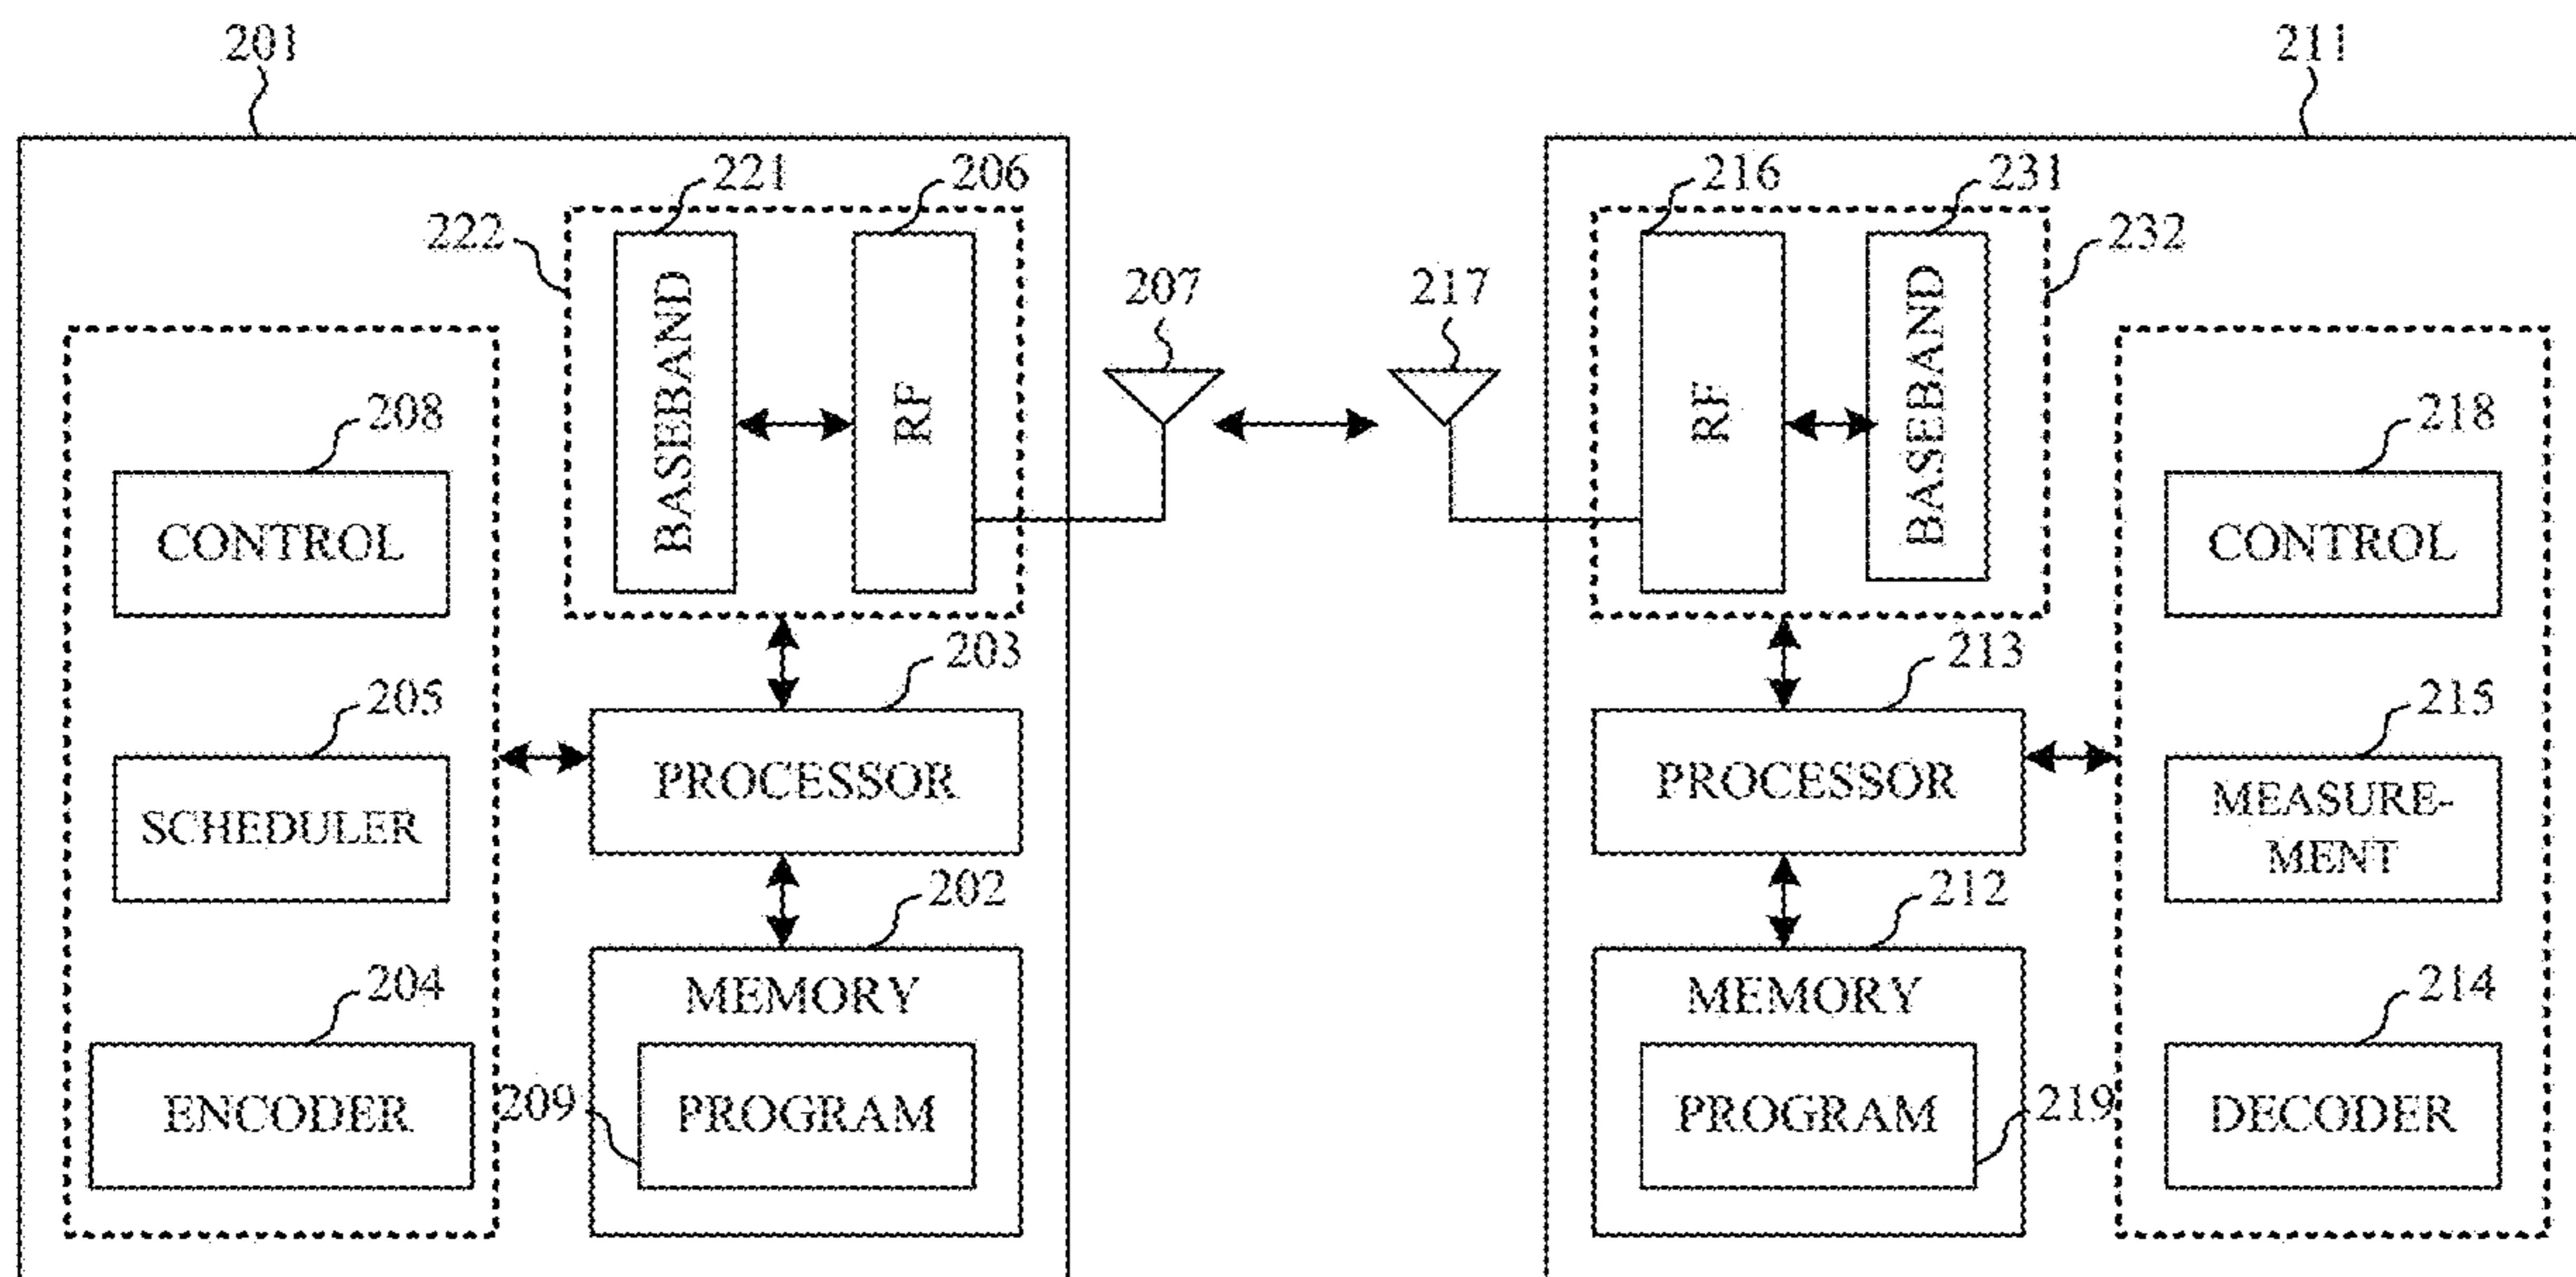 201
211
221
206
222
BASEBAND
RF
207
217
216
231
232
RF
BASEBAND
208
CONTROL
218
CONTROL
203
PROCESSOR
213
PROCESSOR
205
SCHEDULER
215
MEASURE-
MENT
202
MEMORY
212
MEMORY
204
ENCODER
209
PROGRAM
PROGRAM
219
214
DECODER